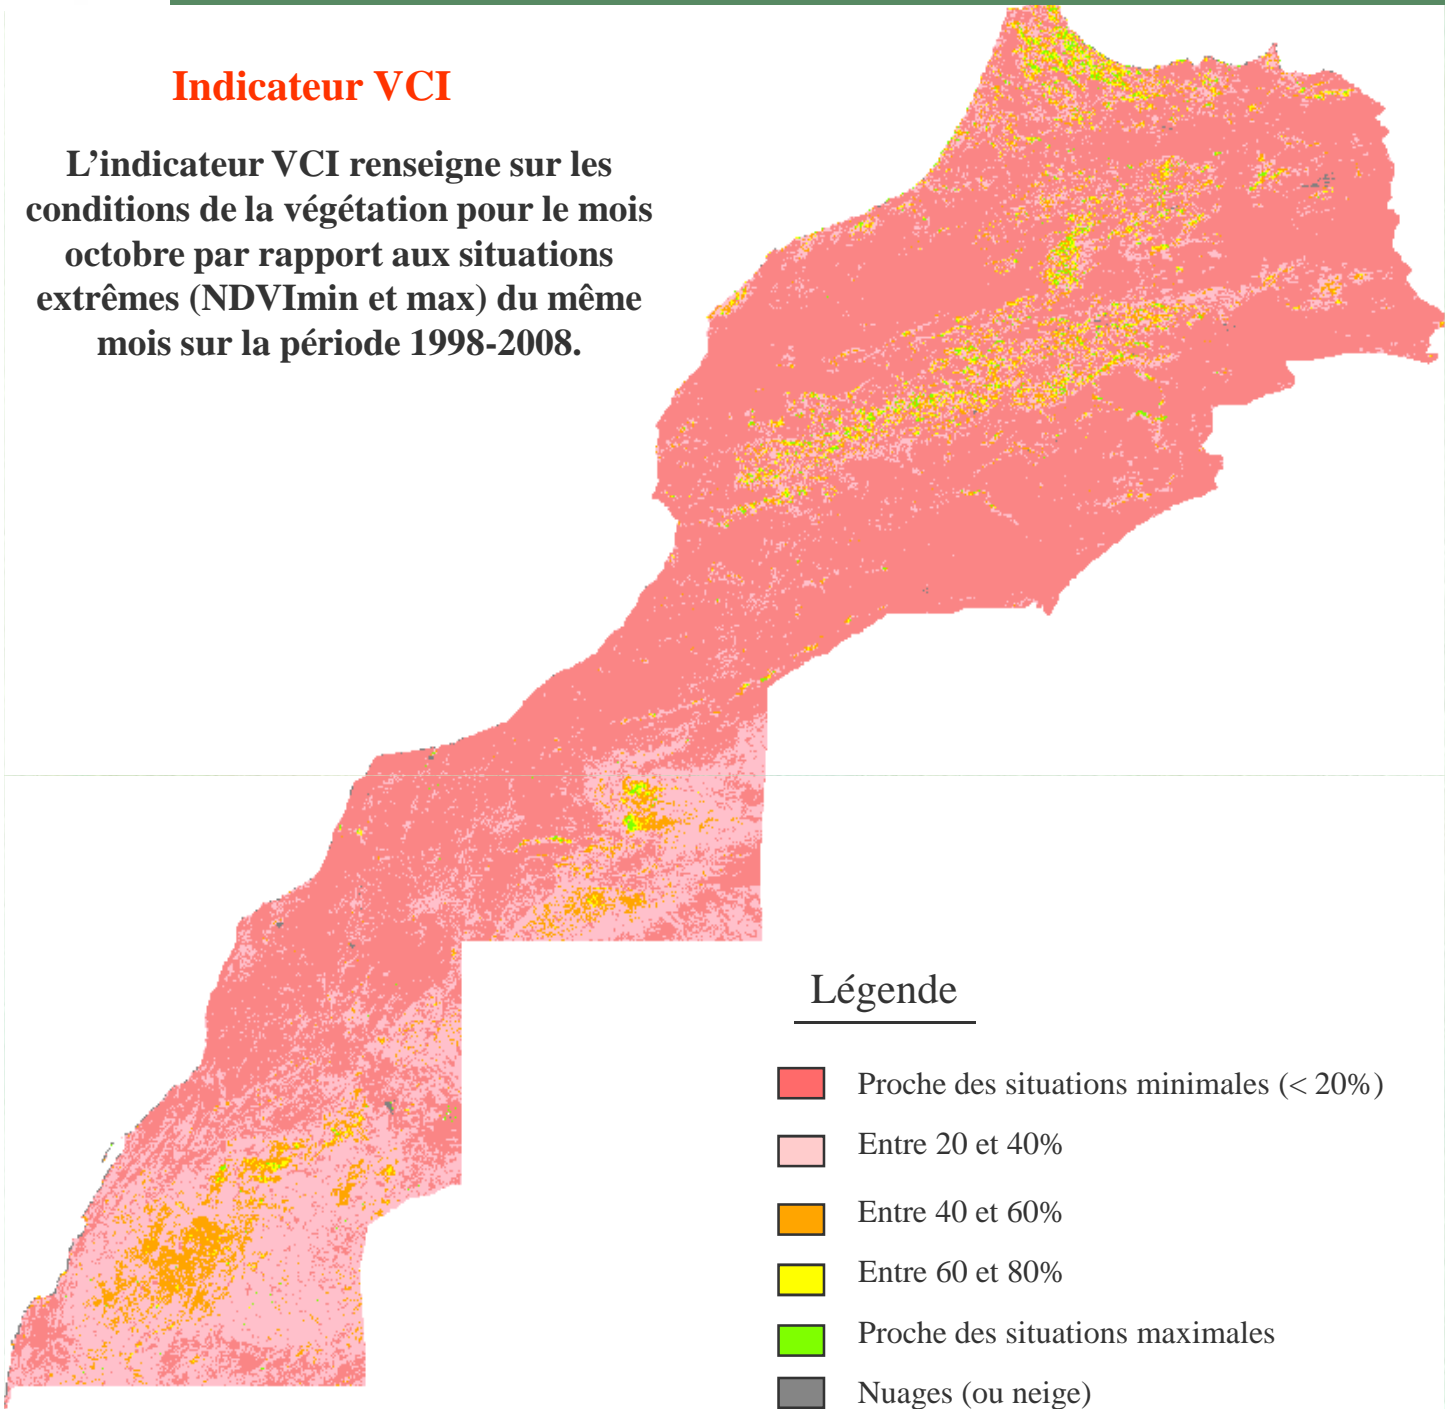 Indicateur VCI
L’indicateur VCI renseigne sur les
conditions de la végétation pour le mois
octobre par rapport aux situations
extrêmes (NDVImin et max) du même
mois sur la période 1998-2008.
Légende
Proche des situations minimales (< 20%)
Entre 20 et 40%
Entre 40 et 60%
Entre 60 et 80%
Proche des situations maximales
Nuages (ou neige)